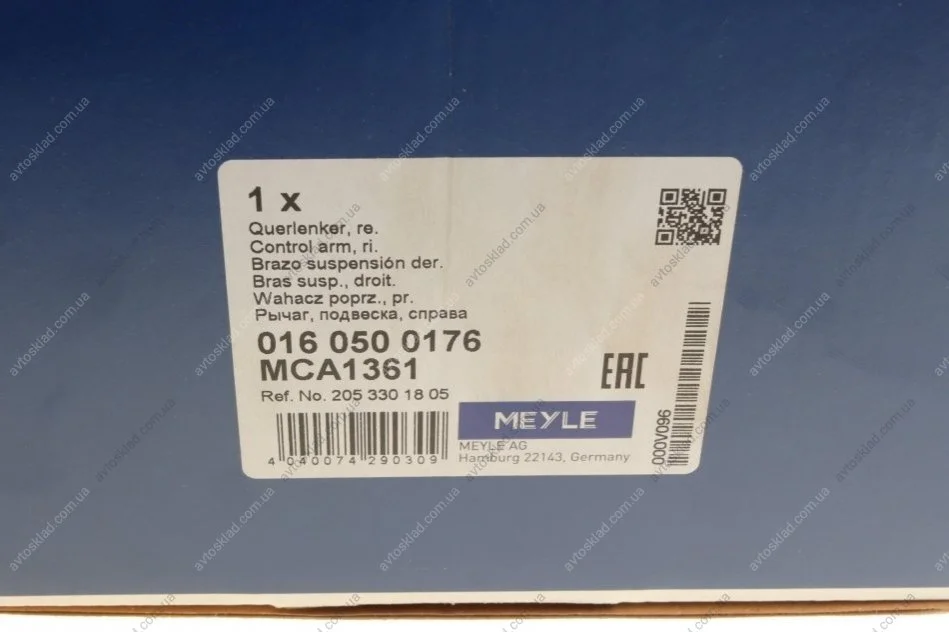 1 x
Querlenker, re.
Control arm, ri.
Brazo suspensión der.
Bras susp., droit.
Wahacz poprz., pr.
Рычаг, подвеска, справа
016 050 0176
MCA1361
Ref. No. 205 330 18 05
4 040074 290309
EAC
MEYLE
MEYLE AG
Hamburg 22143, Germany
000V096
avtosklad.com.ua